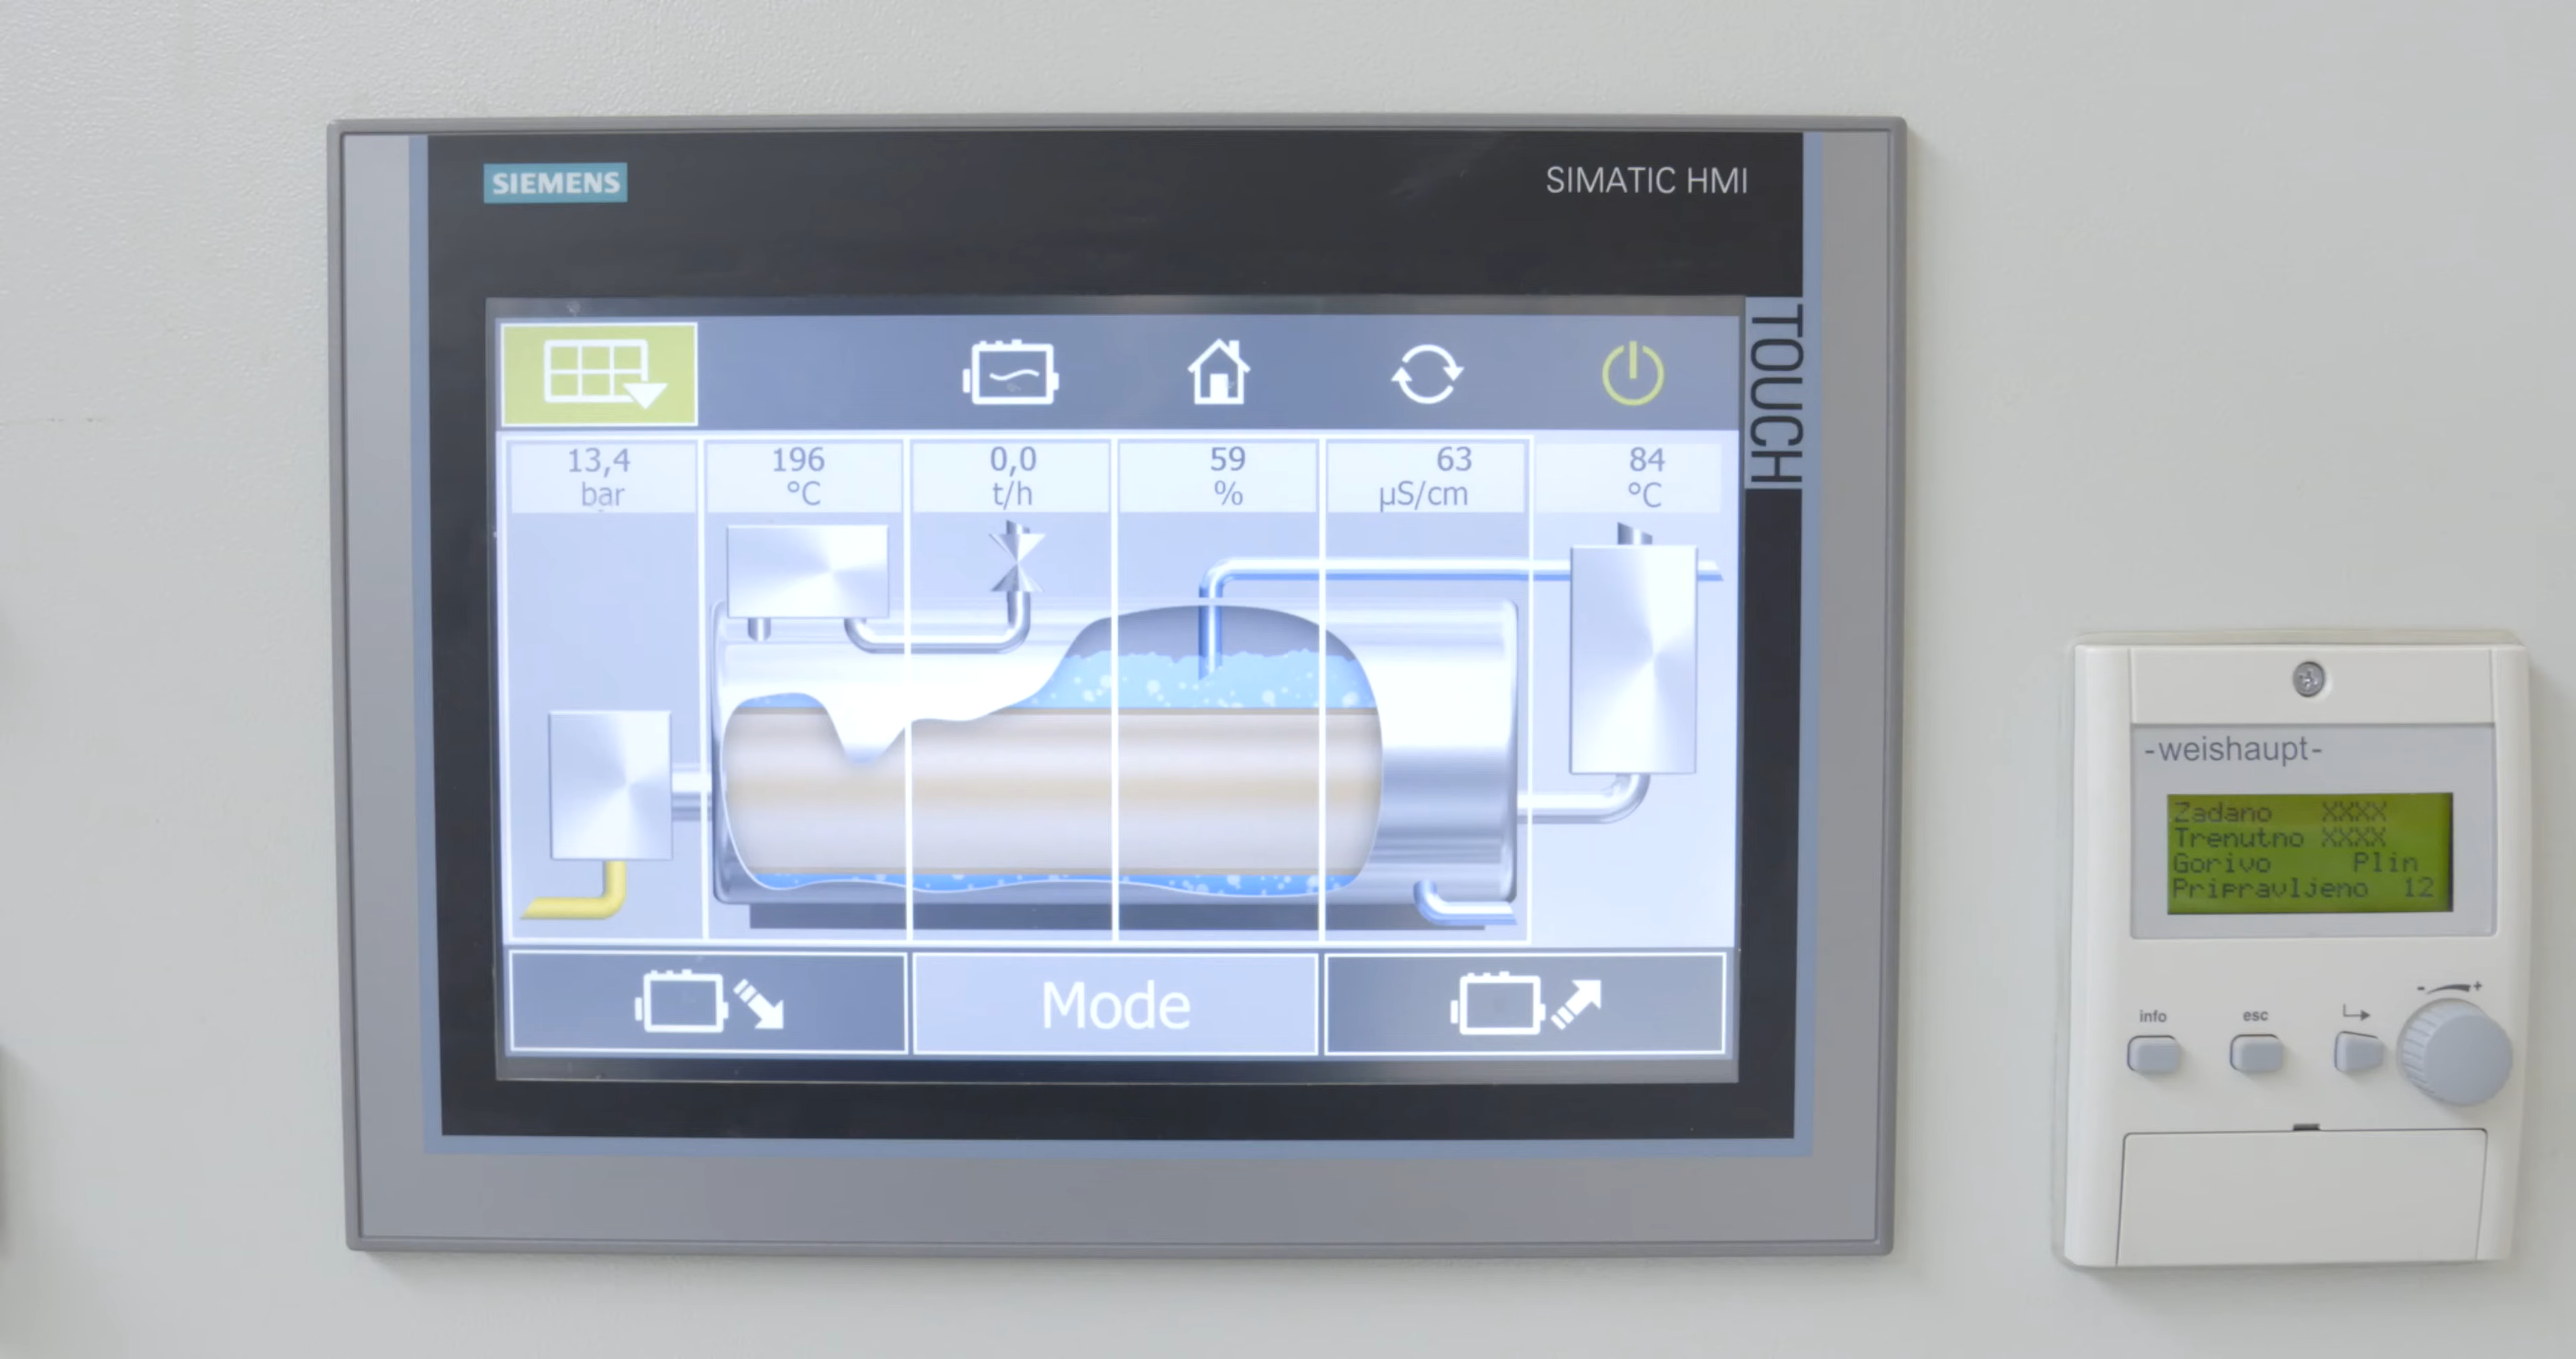 SIEMENS
SIMATIC HMI
TOUCH
13,4 196 0,0 59 63 84
bar °C t/h % µS/cm °C
Mode
-weishaupt-
Zadano XXXX
Trenutno XXXX
Gorivo Plin
Pripravljeno 12
- +
info esc